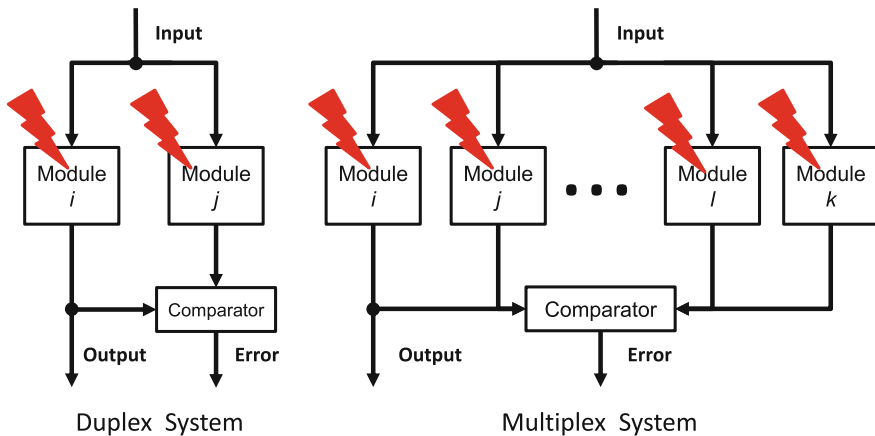 Input
Module
i
Module
j
Comparator
Output
Error
Duplex System
Input
Module
i
Module
j
Module
l
Module
k
Comparator
Output
Error
Multiplex System